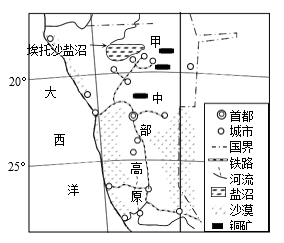 埃托沙盐沼
甲
20°
大
中
西
部
25°
高
洋
原
首都
城市
国界
铁路
河流
盐沼
沙漠
铜矿